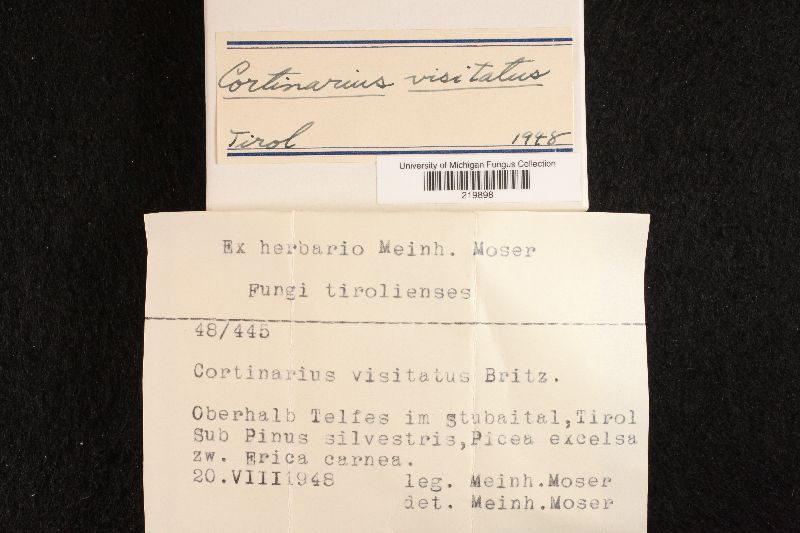 Cortinarius visitatus
Tirol 1948
University of Michigan Fungus Collection
219898
Ex herbario Meinh. Moser
Fungi tirolienses
48/445
Cortinarius visitatus Britz.
Oberhalb Telfes im Stubaital,Tirol
Sub Pinus silvestris,Picea excelsa
zw. Erica carnea.
20.VIII1948 leg. Meinh.Moser
det. Meinh.Moser